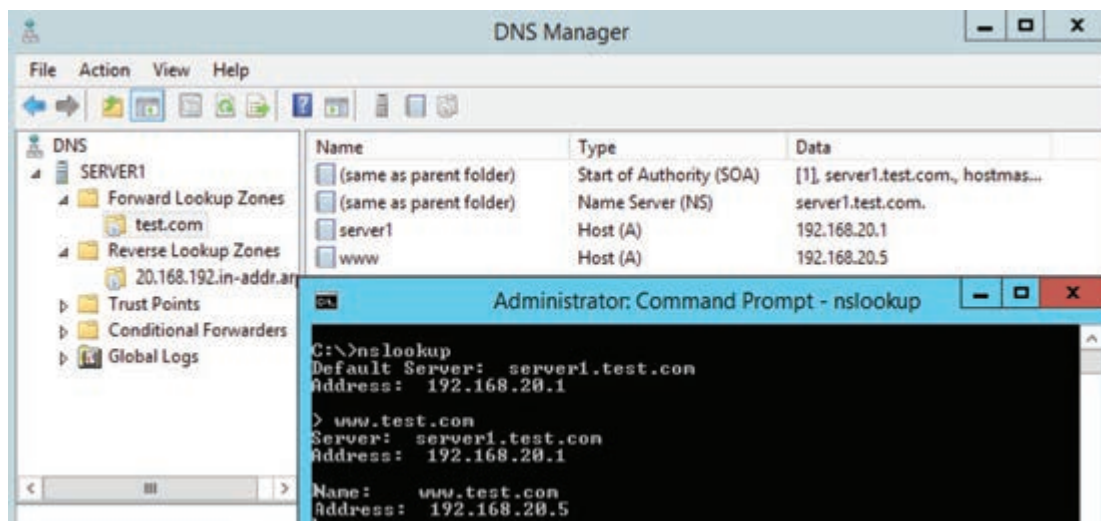 DNS Manager
File Action View Help
DNS
SERVER1
Forward Lookup Zones
test.com
Reverse Lookup Zones
20.168.192.in-addr.arp
Trust Points
Conditional Forwarders
Global Logs
Name Type Data
(same as parent folder) Start of Authority (SOA) [1], server1.test.com., hostmas...
(same as parent folder) Name Server (NS) server1.test.com.
server1 Host (A) 192.168.20.1
www Host (A) 192.168.20.5
Administrator: Command Prompt - nslookup
C:\>nslookup
Default Server: server1.test.com
Address: 192.168.20.1
> www.test.com
Server: server1.test.com
Address: 192.168.20.1
Name: www.test.com
Address: 192.168.20.5